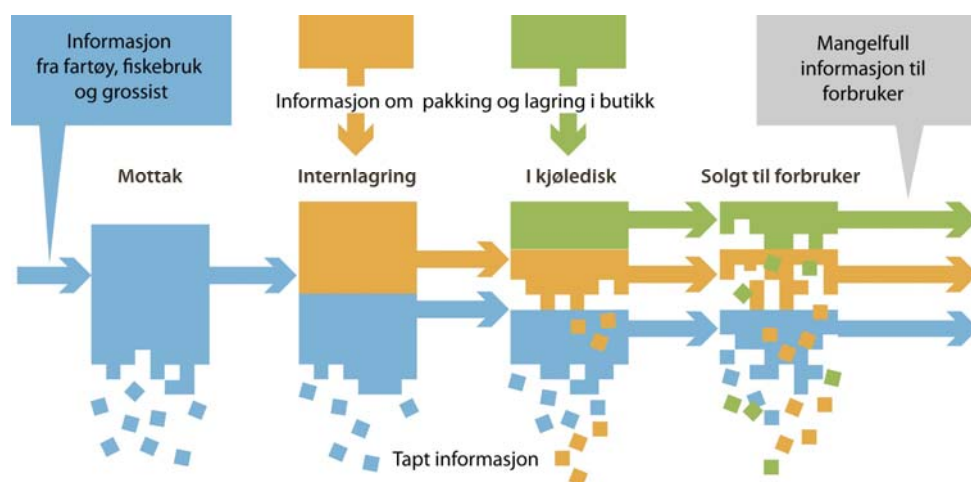 Informasjon
fra fartøy, fiskebruk
og grossist
Informasjon om pakking og lagring i butikk
Mangelfull
informasjon til
forbruker
Mottak
Internlagring
I kjøledisk
Solgt til forbruker
Tapt informasjon